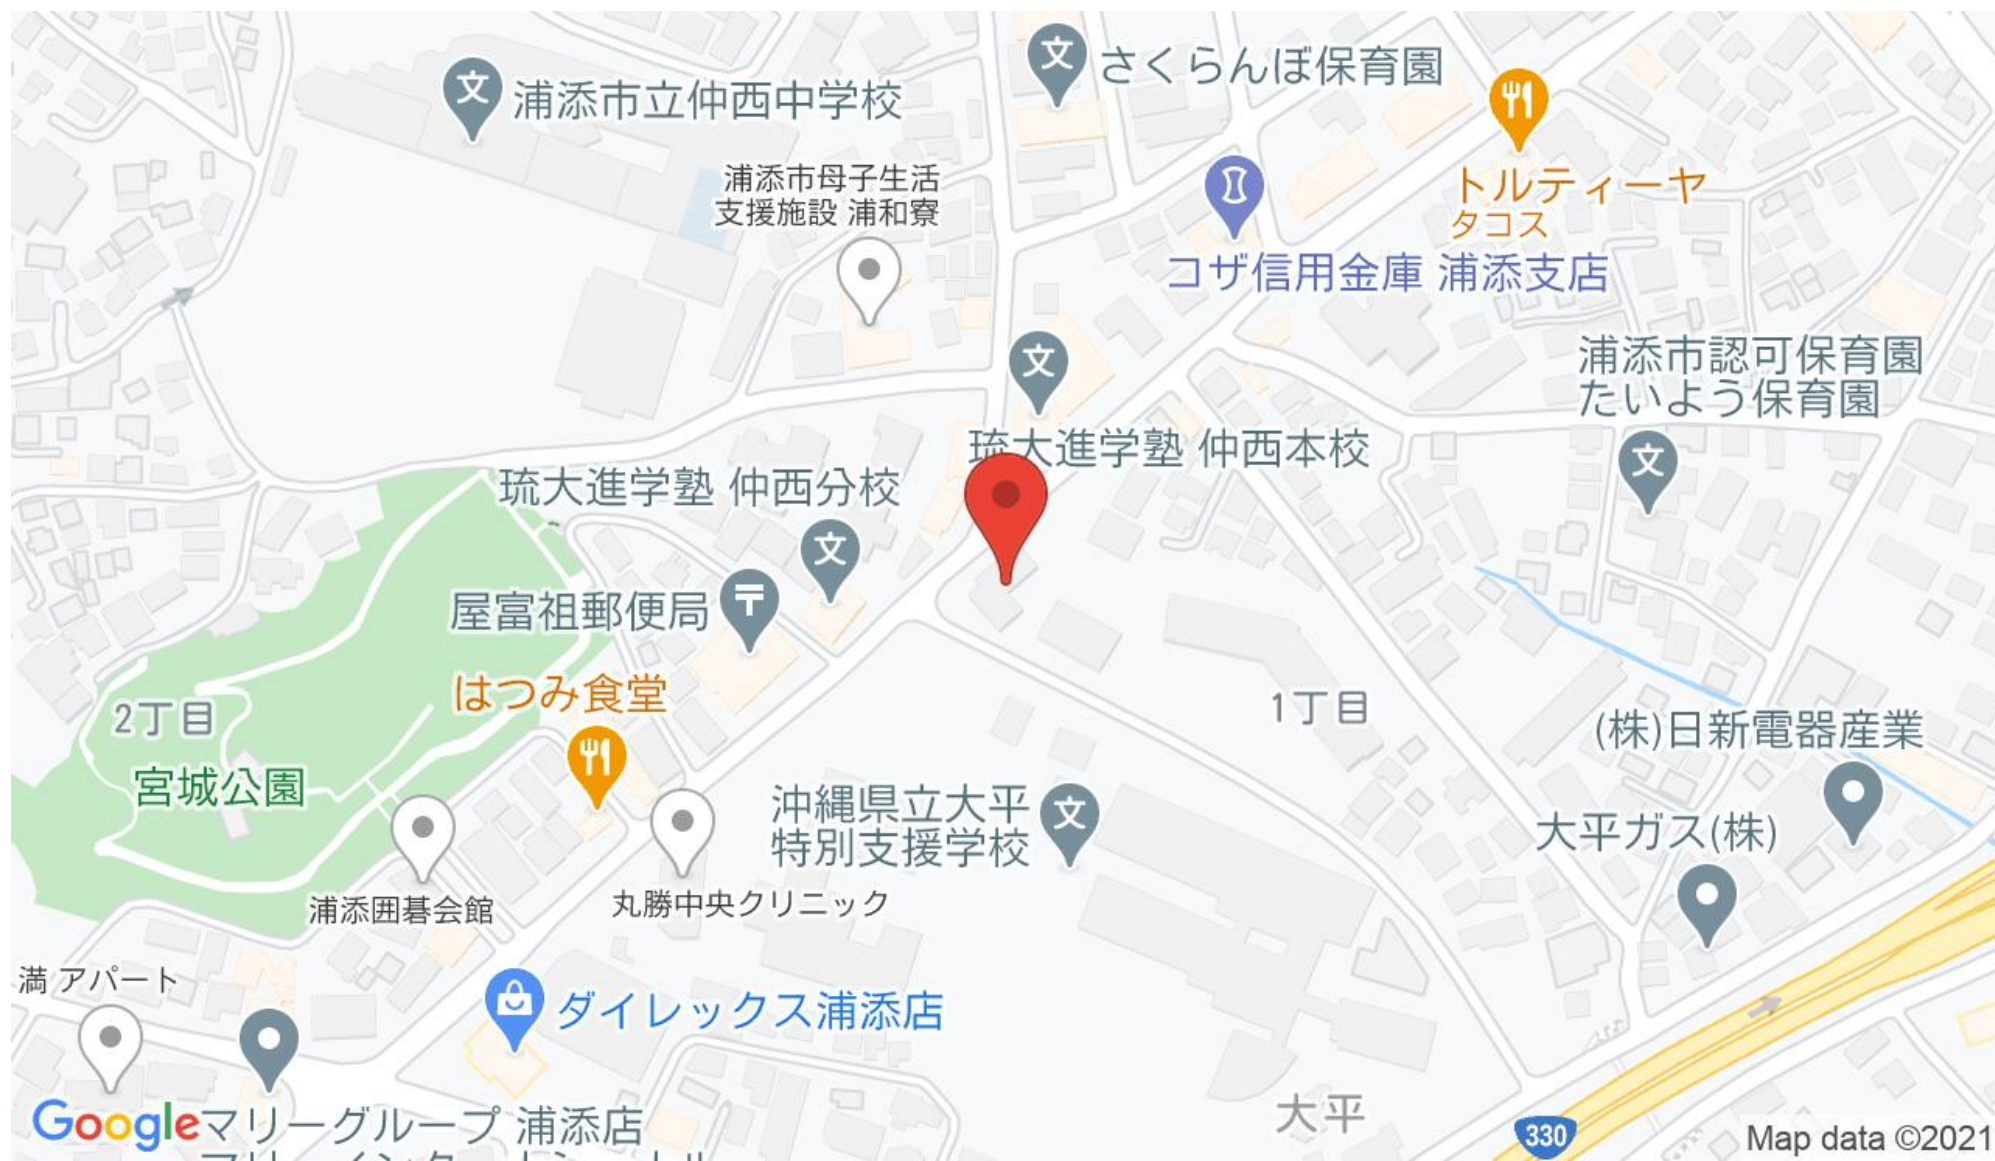 さくらんぼ保育園
浦添市立仲西中学校
浦添市母子生活
支援施設 浦和寮
トルティーヤ
タコス
コザ信用金庫 浦添支店
浦添市認可保育園
たいよう保育園
琉大進学塾 仲西本校
琉大進学塾 仲西分校
屋富祖郵便局
はつみ食堂
2丁目
1丁目
(株)日新電器産業
宮城公園
沖縄県立大平
特別支援学校
大平ガス(株)
浦添囲碁会館
丸勝中央クリニック
満 アパート
ダイレックス浦添店
Google
マリーグループ 浦添店
大平
330
Map data ©2021